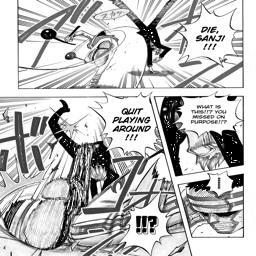 DIE,
SANJI
!!!
QUIT
PLAYING
AROUND
!!!
WHAT IS
THIS!!? YOU
MISSED ON
PURPOSE!!?
!!?